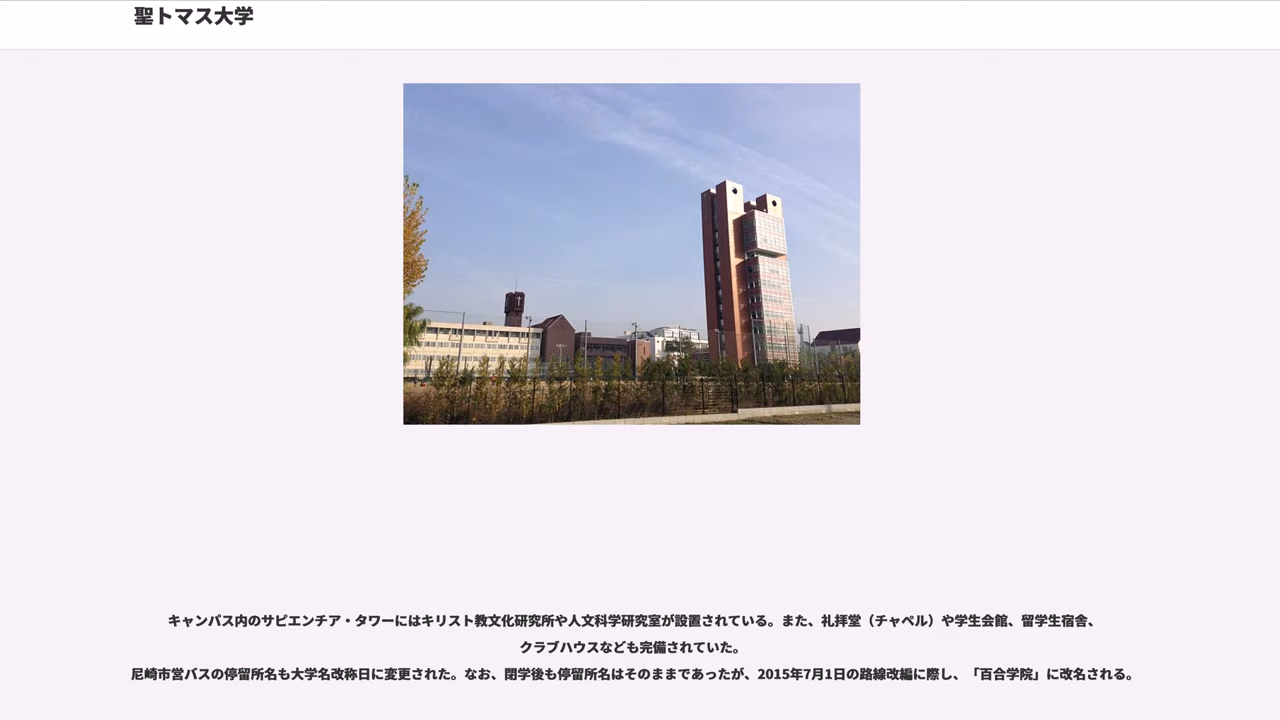 聖トマス大学
キャンパス内のサピエンチア・タワーにはキリスト教文化研究所や人文科学研究室が設置されている。また、礼拝堂（チャペル）や学生会館、留学生宿舎、
クラブハウスなども完備されていた。
尼崎市営バスの停留所名も大学名改称日に変更された。なお、閉学後も停留所名はそのままであったが、2015年7月1日の路線改編に際し、「百合学院」に改名される。